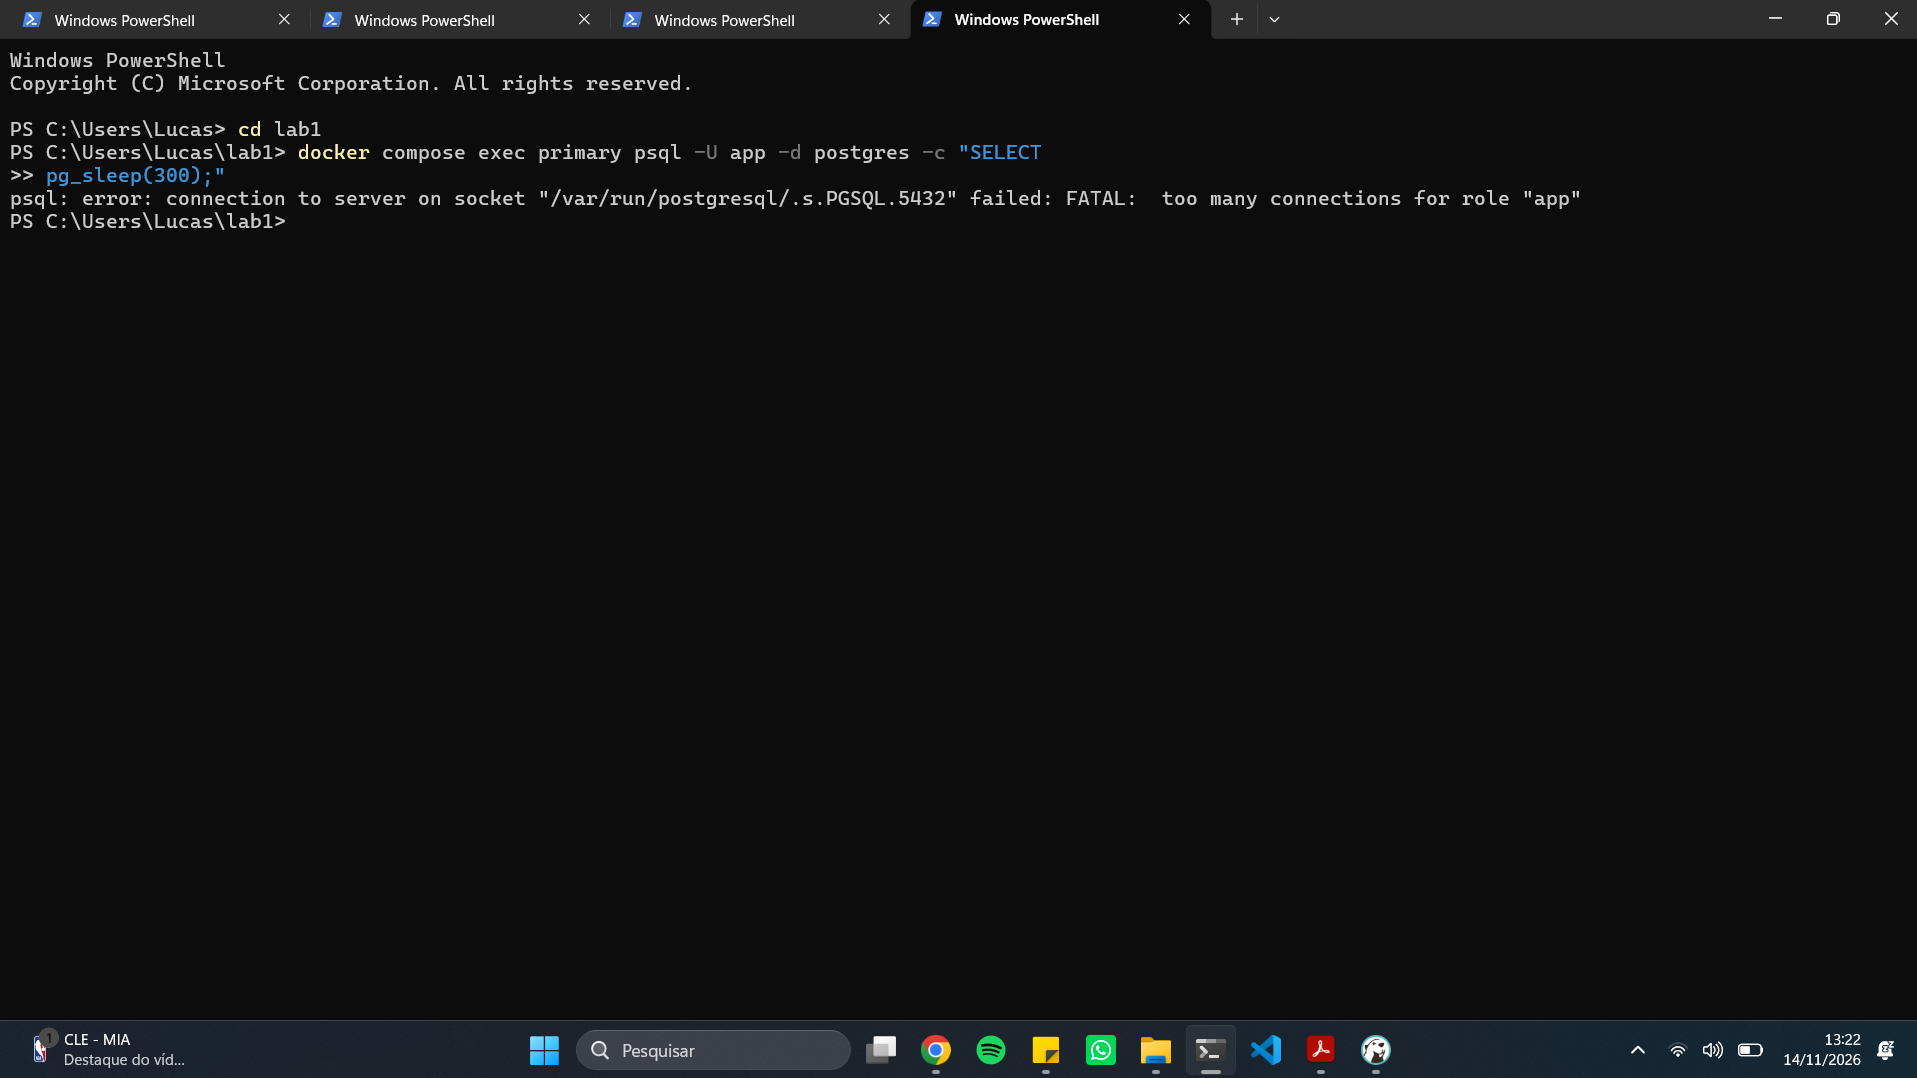 Windows PowerShell
Windows PowerShell
Windows PowerShell
Windows PowerShell
Windows PowerShell
Copyright (C) Microsoft Corporation. All rights reserved.
PS C:\Users\Lucas> cd lab1
PS C:\Users\Lucas\lab1> docker compose exec primary psql -U app -d postgres -c "SELECT
>> pg_sleep(300);"
psql: error: connection to server on socket "/var/run/postgresql/.s.PGSQL.5432" failed: FATAL:  too many connections for role "app"
PS C:\Users\Lucas\lab1>
1
CLE - MIA
Destaque do víd...
Pesquisar
13:22
14/11/2026